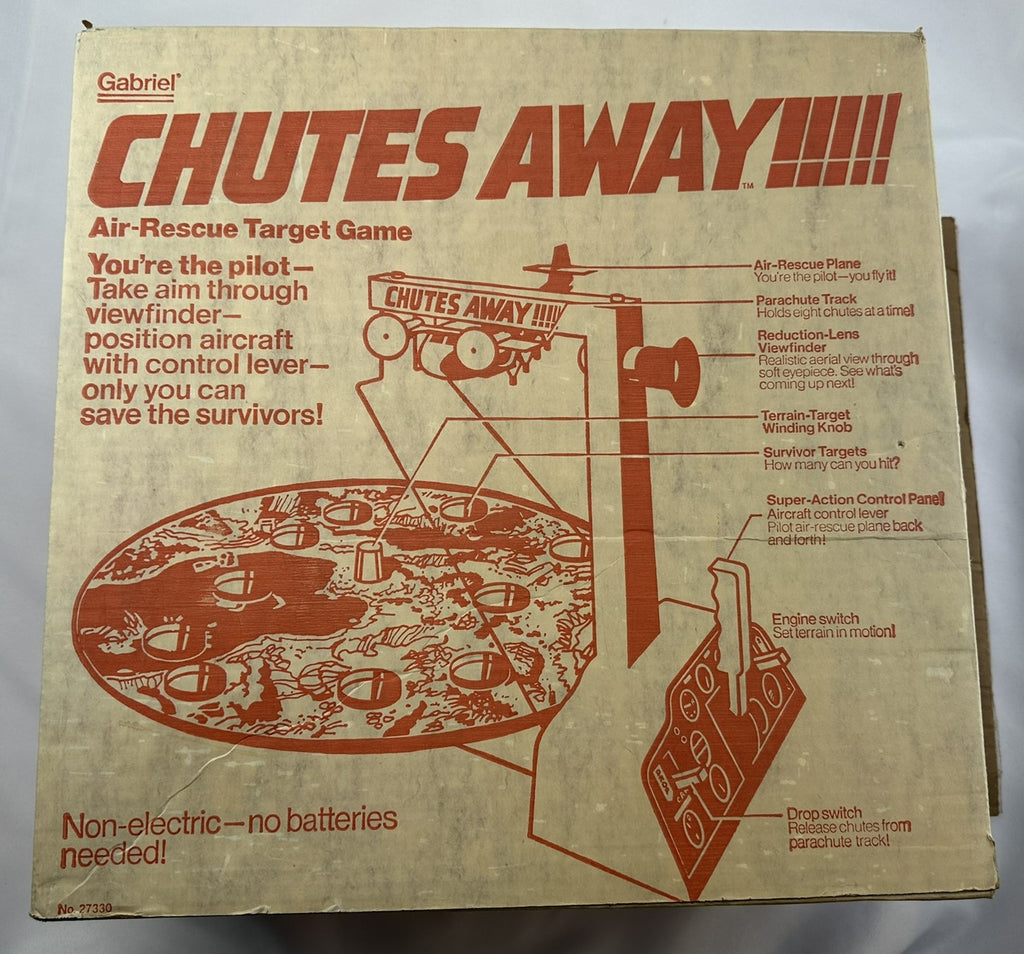 Gabriel®
CHUTES AWAY!!!!!
™
Air-Rescue Target Game
You're the pilot—
Take aim through
viewfinder—
position aircraft
with control lever—
only you can
save the survivors!
CHUTES AWAY!!!!!
Air-Rescue Plane
You're the pilot—you fly it!
Parachute Track
Holds eight chutes at a time!
Reduction-Lens
Viewfinder
Realistic aerial view through
soft eyepiece. See what's
coming up next!
Terrain-Target
Winding Knob
Survivor Targets
How many can you hit?
Super-Action Control Panel
Aircraft control lever
Pilot air-rescue plane back
and forth!
Engine switch
Set terrain in motion!
Drop switch
Release chutes from
parachute track!
Non-electric—no batteries
needed!
No. 27330